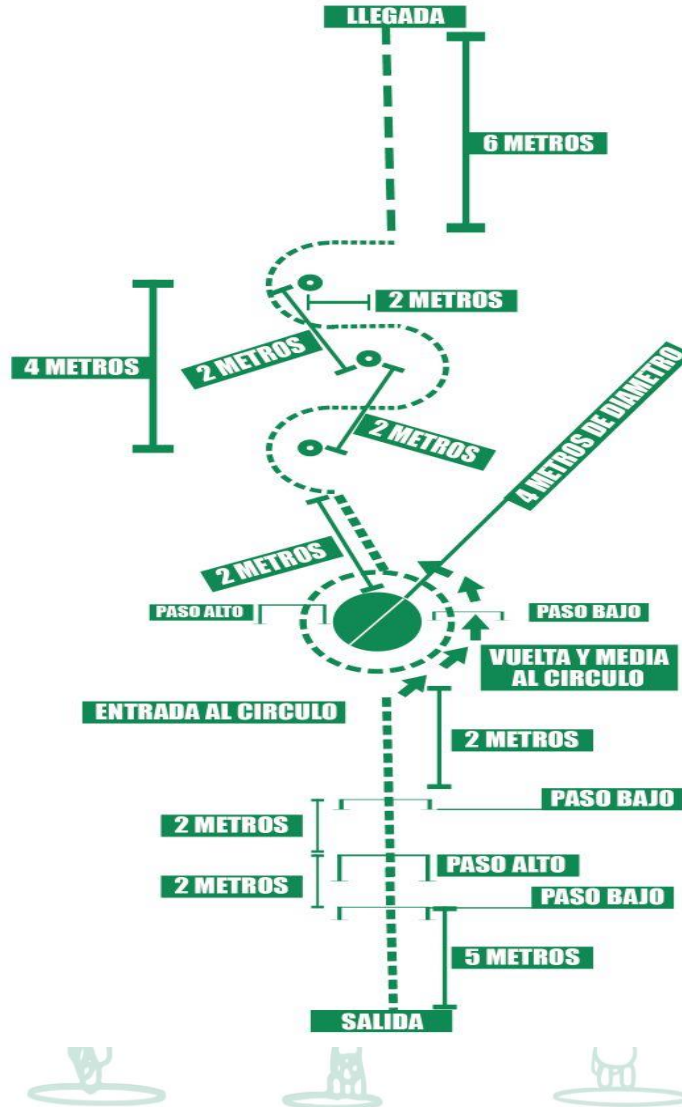 LLEGADA
6 METROS
2 METROS
4 METROS
2 METROS
2 METROS
4 METROS DE DIAMETRO
2 METROS
PASO ALTO
PASO BAJO
VUELTA Y MEDIA
AL CIRCULO
ENTRADA AL CIRCULO
2 METROS
PASO BAJO
2 METROS
PASO ALTO
2 METROS
PASO BAJO
5 METROS
SALIDA